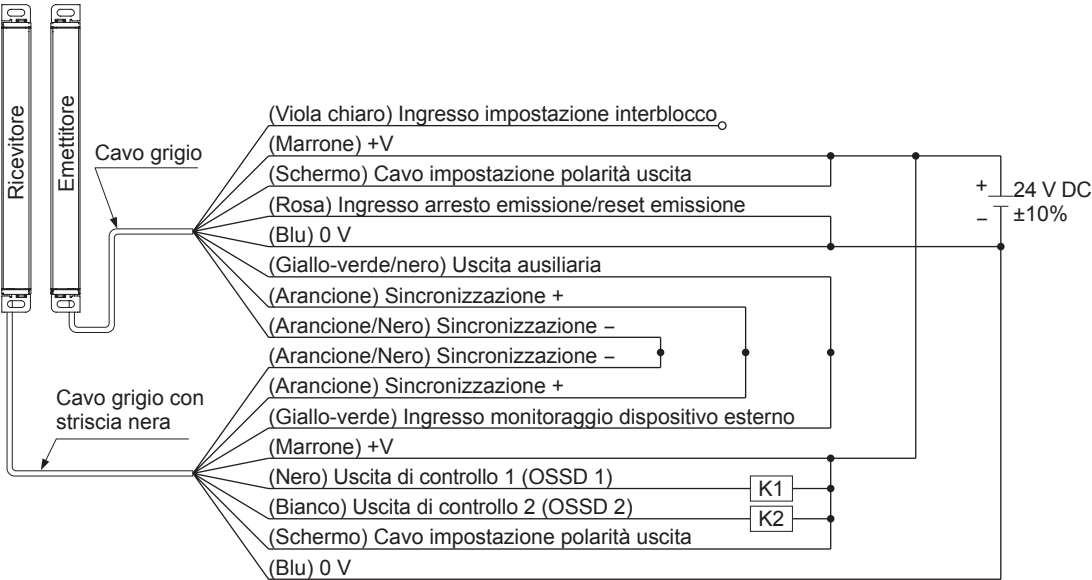 Ricevitore
Emettitore
Cavo grigio
(Viola chiaro) Ingresso impostazione interblocco
(Marrone) +V
(Schermo) Cavo impostazione polarità uscita
(Rosa) Ingresso arresto emissione/reset emissione
(Blu) 0 V
(Giallo-verde/nero) Uscita ausiliaria
(Arancione) Sincronizzazione +
(Arancione/Nero) Sincronizzazione −
+
−
24 V DC
±10%
Cavo grigio con
striscia nera
(Arancione/Nero) Sincronizzazione −
(Arancione) Sincronizzazione +
(Giallo-verde) Ingresso monitoraggio dispositivo esterno
(Marrone) +V
(Nero) Uscita di controllo 1 (OSSD 1)
K1
(Bianco) Uscita di controllo 2 (OSSD 2)
K2
(Schermo) Cavo impostazione polarità uscita
(Blu) 0 V